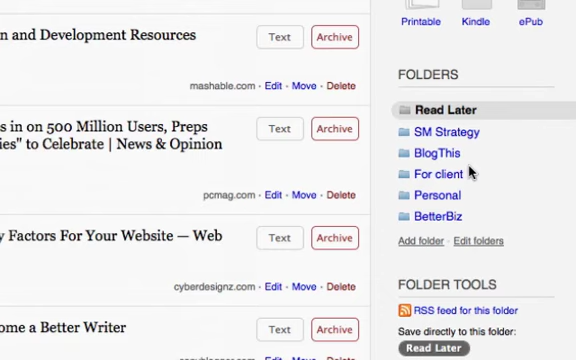 n and Development Resources
Text
Archive
mashable.com · Edit · Move · Delete
s in on 500 Million Users, Preps
ies" to Celebrate | News & Opinion
Text
Archive
pcmag.com · Edit · Move · Delete
y Factors For Your Website — Web
Text
Archive
cyberdesignz.com · Edit · Move · Delete
ome a Better Writer
Text
Archive
Edit · Move · Delete
Printable
Kindle
ePub
FOLDERS
Read Later
SM Strategy
BlogThis
For client
Personal
BetterBiz
Add folder · Edit folders
FOLDER TOOLS
RSS feed for this folder
Save directly to this folder:
Read Later